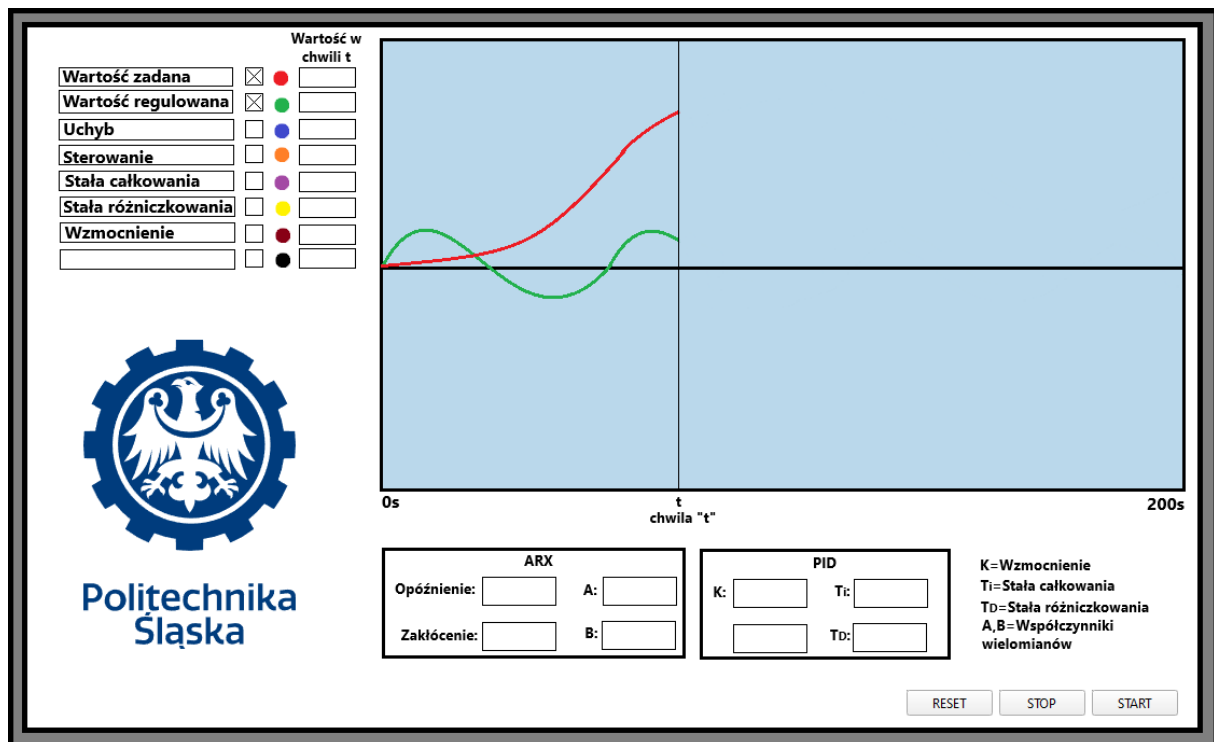 Wartość w
chwili t
Wartość zadana
Wartość regulowana
Uchyb
Sterowanie
Stała całkowania
Stała różniczkowania
Wzmocnienie
0s
t
200s
chwila "t"
Politechnika
Śląska
ARX
Opóźnienie:
A:
Zakłócenie:
B:
PID
K:
Ti:
TD:
K=Wzmocnienie
Ti=Stała całkowania
TD=Stała różniczkowania
A,B=Współczynniki
wielomianów
RESET
STOP
START